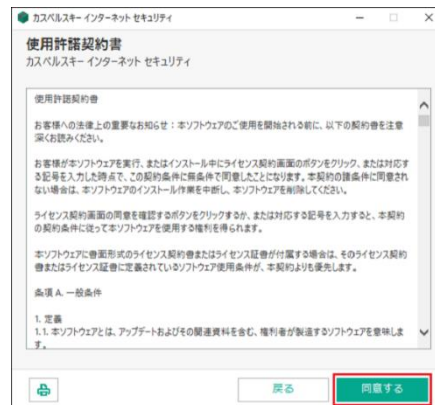 カスペルスキー インターネット セキュリティ
使用許諾契約書
カスペルスキー インターネット セキュリティ
使用許諾契約書
お客様への法律上の重要なお知らせ：本ソフトウェアのご使用を開始される前に、以下の契約書を注意
深くお読みください。
お客様が本ソフトウェアを実行、またはインストール中にライセンス契約画面のボタンをクリック、または対応す
る記号を入力した時点で、この契約条件に無条件で同意したことになります。本契約の諸条件に同意され
ない場合は、本ソフトウェアのインストール作業を中断し、本ソフトウェアを削除してください。
ライセンス契約画面の同意を確認するボタンをクリックするか、または対応する記号を入力すると、本契約
の契約条件に従って本ソフトウェアを使用する権利を得られます。
本ソフトウェアに書面形式のライセンス契約書またはライセンス証書が付属する場合は、そのライセンス契約
書またはライセンス証書に定義されているソフトウェア使用条件が、本契約よりも優先します。
条項 A. 一般条件
1. 定義
1.1. 本ソフトウェアとは、アップデートおよびその関連資料を含む、権利者が製造するソフトウェアを意味しま
す。
戻る
同意する